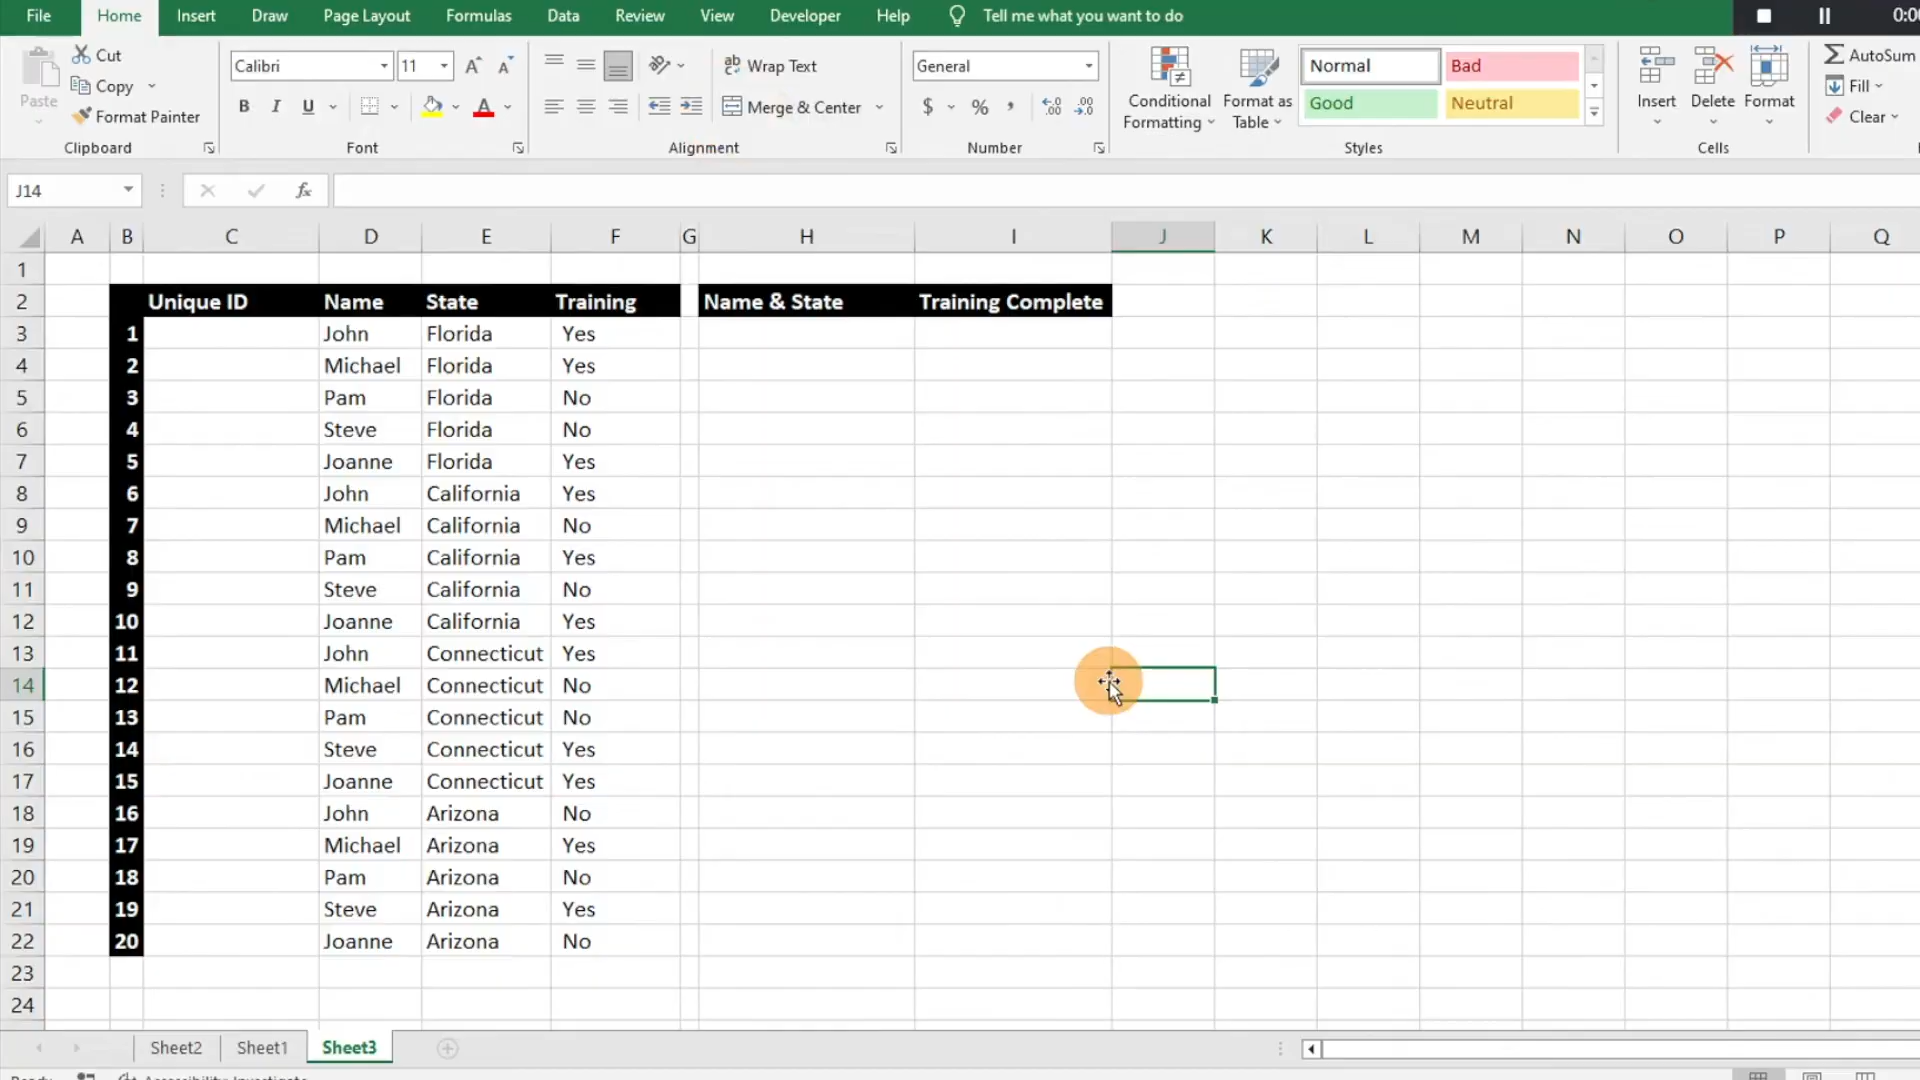 File Home Insert Draw Page Layout Formulas Data Review View Developer Help Tell me what you want to do
Paste Cut Copy Format Painter
Clipboard
Calibri 11
B I U A
Font
ab Wrap Text
Merge & Center
Alignment
General
$ % ,
Number
Conditional Formatting
Format as Table
Normal Bad
Good Neutral
Styles
Insert Delete Format
Cells
AutoSum
Fill
Clear
J14 fx
A B C D E F G H I J K L M N O P Q
1
2 Unique ID Name State Training Name & State Training Complete
3 1 John Florida Yes
4 2 Michael Florida Yes
5 3 Pam Florida No
6 4 Steve Florida No
7 5 Joanne Florida Yes
8 6 John California Yes
9 7 Michael California No
10 8 Pam California Yes
11 9 Steve California No
12 10 Joanne California Yes
13 11 John Connecticut Yes
14 12 Michael Connecticut No
15 13 Pam Connecticut No
16 14 Steve Connecticut Yes
17 15 Joanne Connecticut Yes
18 16 John Arizona No
19 17 Michael Arizona Yes
20 18 Pam Arizona No
21 19 Steve Arizona Yes
22 20 Joanne Arizona No
23
24
Sheet2 Sheet1 Sheet3